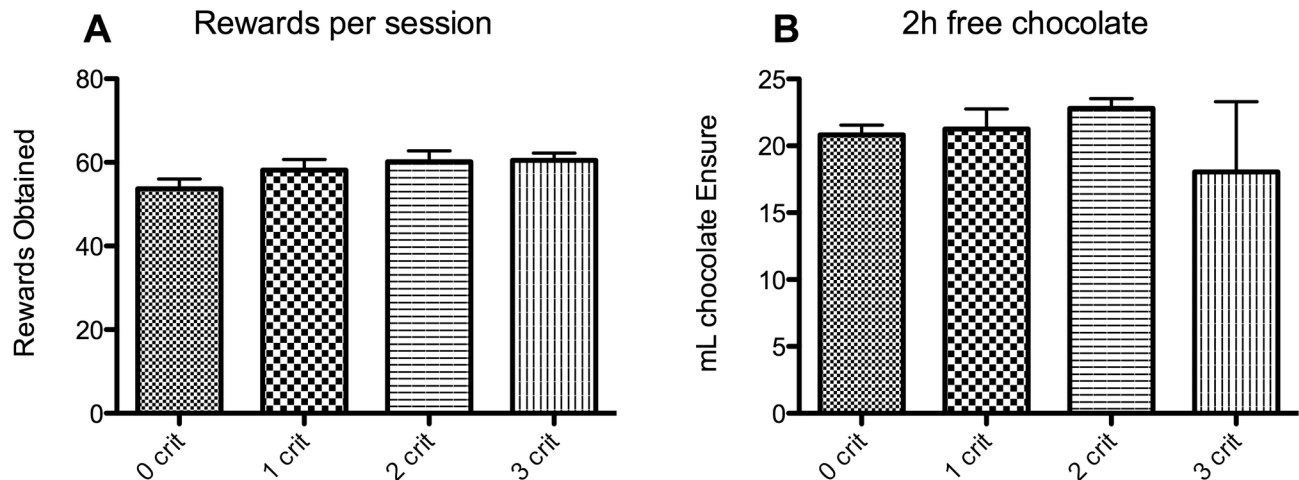 A
Rewards per session
Rewards Obtained
80
60
40
20
0
0 crit
1 crit
2 crit
3 crit
B
2h free chocolate
mL chocolate Ensure
25
20
15
10
5
0
0 crit
1 crit
2 crit
3 crit